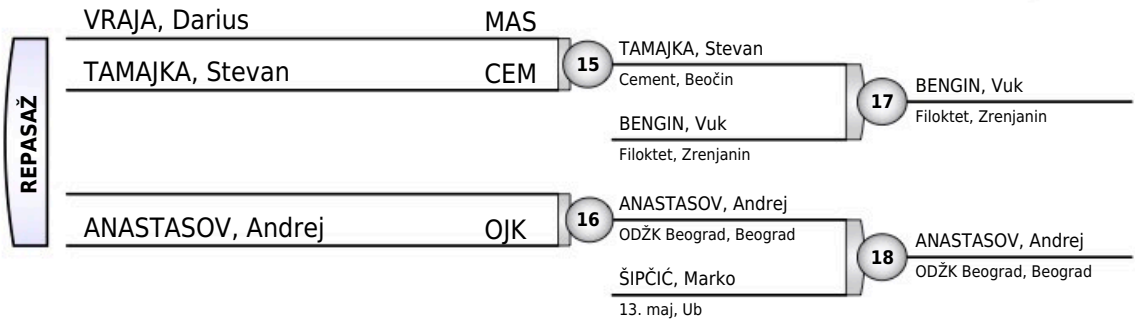 VRAJA, Darius MAS
REPASAŽ
TAMAJKA, Stevan CEM
15
TAMAJKA, Stevan
Cement, Beočin
BENGIN, Vuk
Filoktet, Zrenjanin
17
BENGIN, Vuk
Filoktet, Zrenjanin
ANASTASOV, Andrej OJK
16
ANASTASOV, Andrej
ODŽK Beograd, Beograd
ŠIPČIĆ, Marko
13. maj, Ub
18
ANASTASOV, Andrej
ODŽK Beograd, Beograd